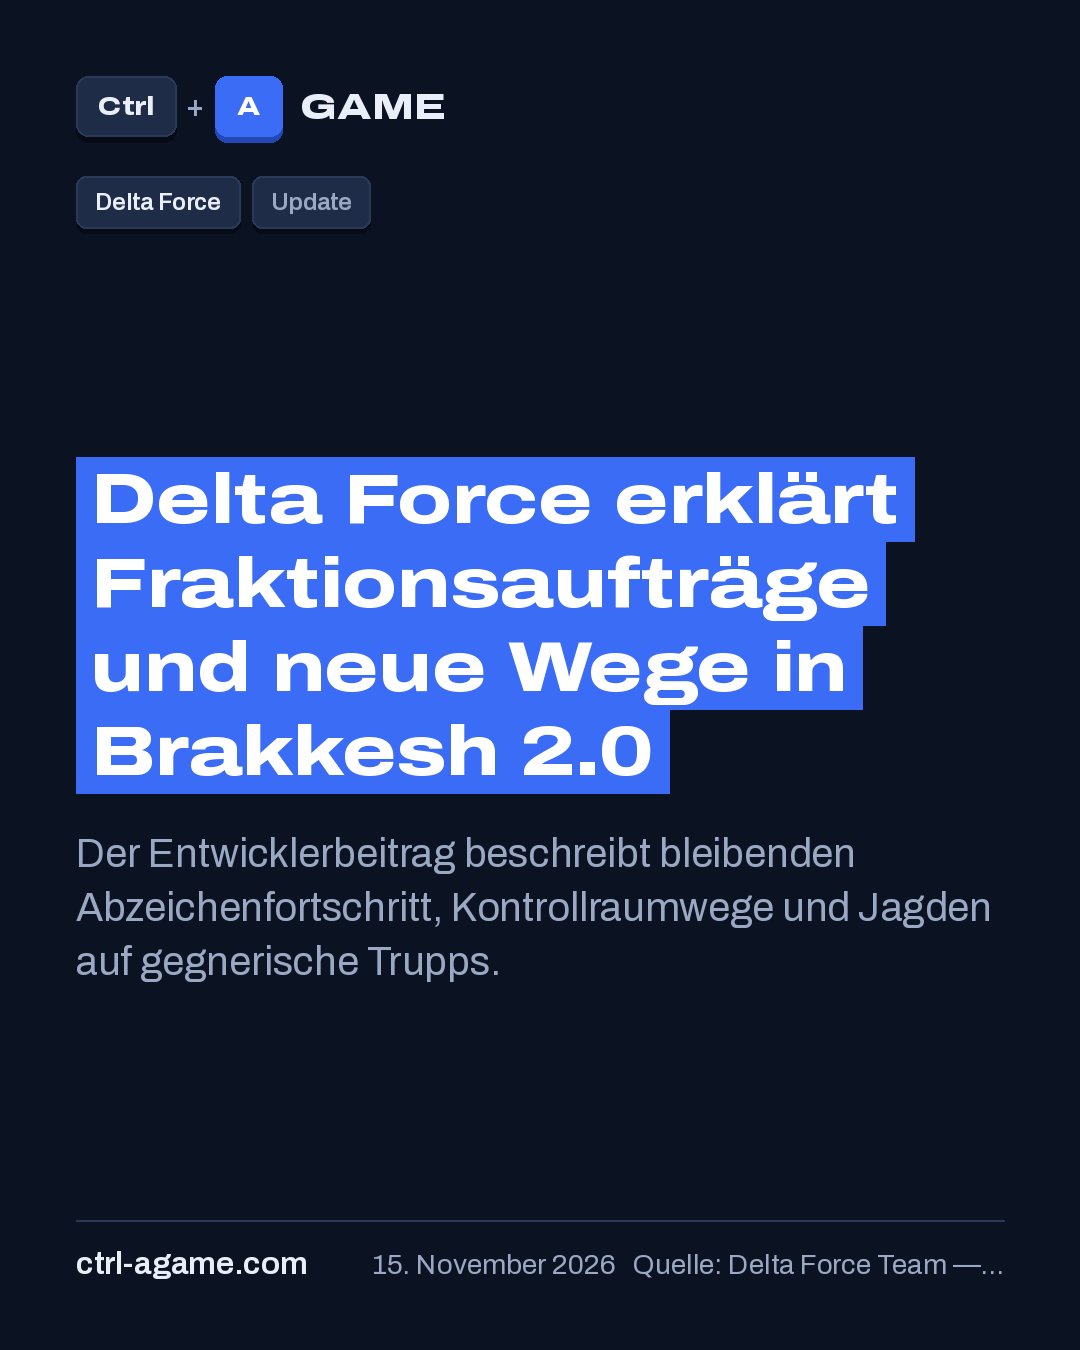 Ctrl + A GAME
Delta Force Update
Delta Force erklärt
Fraktionsaufträge
und neue Wege in
Brakkesh 2.0
Der Entwicklerbeitrag beschreibt bleibenden
Abzeichenfortschritt, Kontrollraumwege und Jagden
auf gegnerische Trupps.
ctrl-agame.com 15. November 2026 Quelle: Delta Force Team —...